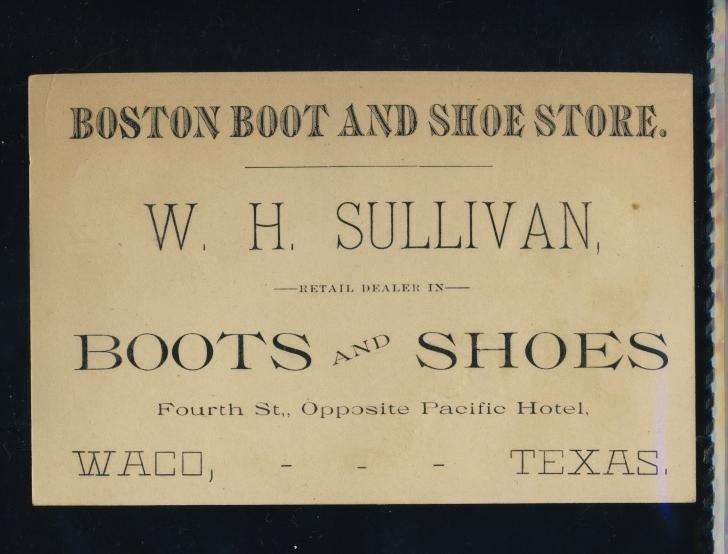 BOSTON BOOT AND SHOE STORE.
W. H. SULLIVAN,
—RETAIL DEALER IN—
BOOTS AND SHOES
Fourth St,, Opposite Pacific Hotel,
WACO, - - - TEXAS.